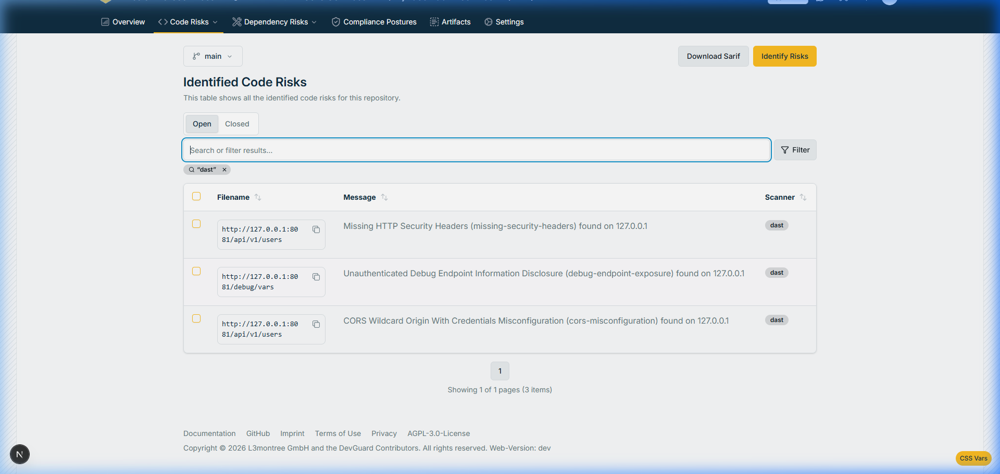 Overview
Code Risks
Dependency Risks
Compliance Postures
Artifacts
Settings
main
Download Sarif
Identify Risks
Identified Code Risks
This table shows all the identified code risks for this repository.
Open
Closed
Search or filter results...
Filter
"dast"
Filename
Message
Scanner
http://127.0.0.1:80
81/api/v1/users
Missing HTTP Security Headers (missing-security-headers) found on 127.0.0.1
dast
http://127.0.0.1:80
81/debug/vars
Unauthenticated Debug Endpoint Information Disclosure (debug-endpoint-exposure) found on 127.0.0.1
dast
http://127.0.0.1:80
81/api/v1/users
CORS Wildcard Origin With Credentials Misconfiguration (cors-misconfiguration) found on 127.0.0.1
dast
1
Showing 1 of 1 pages (3 items)
Documentation
GitHub
Imprint
Terms of Use
Privacy
AGPL-3.0-License
Copyright © 2026 L3montree GmbH and the DevGuard Contributors. All rights reserved. Web-Version: dev
N
CSS Vars